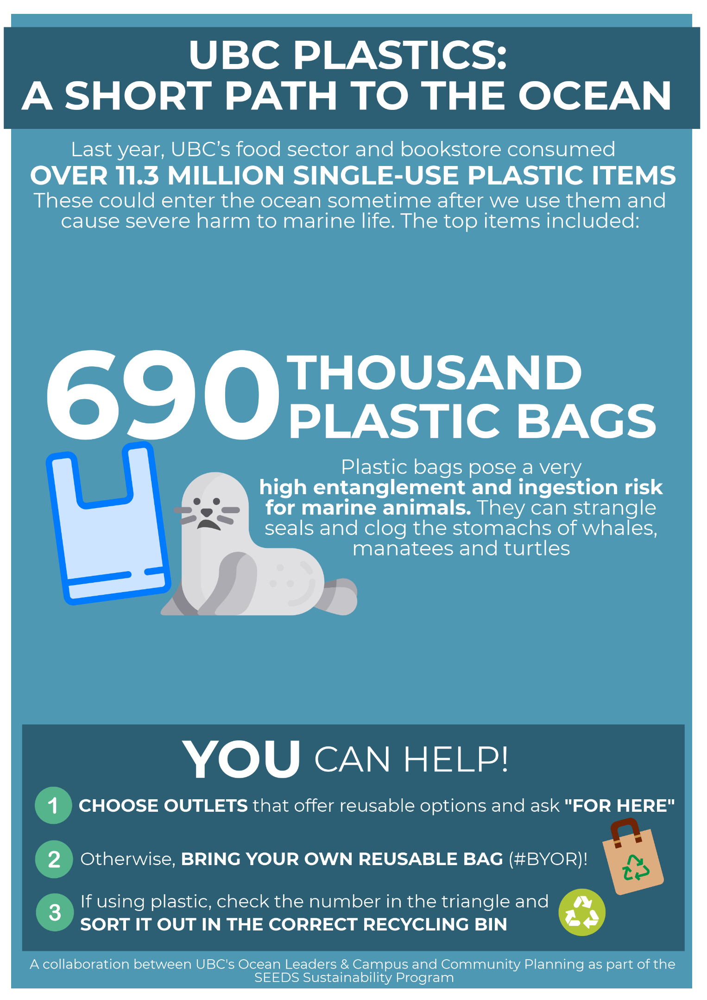 UBC PLASTICS:
A SHORT PATH TO THE OCEAN
Last year, UBC’s food sector and bookstore consumed
OVER 11.3 MILLION SINGLE-USE PLASTIC ITEMS
These could enter the ocean sometime after we use them and
cause severe harm to marine life. The top items included:
690 THOUSAND
PLASTIC BAGS
Plastic bags pose a very
high entanglement and ingestion risk
for marine animals. They can strangle
seals and clog the stomachs of whales,
manatees and turtles
YOU CAN HELP!
1 CHOOSE OUTLETS that offer reusable options and ask "FOR HERE"
2 Otherwise, BRING YOUR OWN REUSABLE BAG (#BYOR)!
3 If using plastic, check the number in the triangle and
SORT IT OUT IN THE CORRECT RECYCLING BIN
A collaboration between UBC's Ocean Leaders & Campus and Community Planning as part of the
SEEDS Sustainability Program